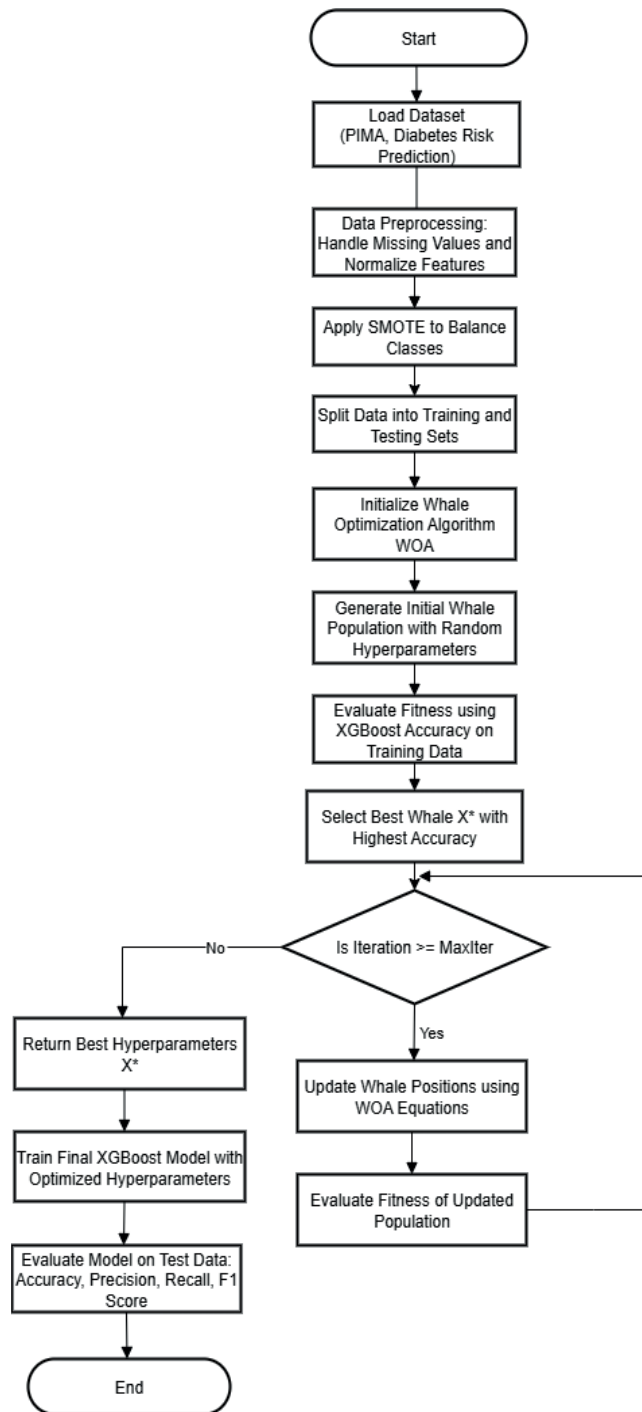 Start
Load Dataset
(PIMA, Diabetes Risk
Prediction)
Data Preprocessing:
Handle Missing Values and
Normalize Features
Apply SMOTE to Balance
Classes
Split Data into Training and
Testing Sets
Initialize Whale
Optimization Algorithm
WOA
Generate Initial Whale
Population with Random
Hyperparameters
Evaluate Fitness using
XGBoost Accuracy on
Training Data
Select Best Whale X* with
Highest Accuracy
Is Iteration >= MaxIter
No
Yes
Return Best Hyperparameters
X*
Train Final XGBoost Model with
Optimized Hyperparameters
Evaluate Model on Test Data:
Accuracy, Precision, Recall, F1
Score
End
Update Whale Positions using
WOA Equations
Evaluate Fitness of Updated
Population